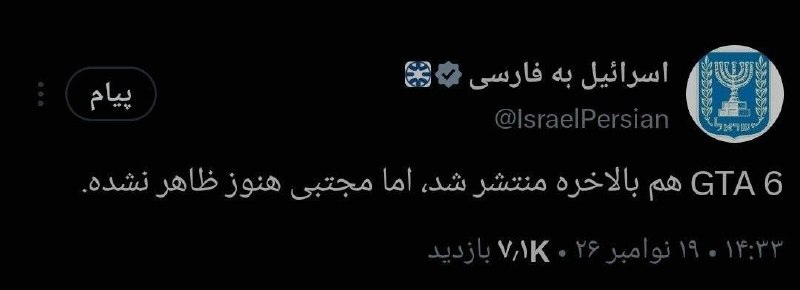 اسرائیل به فارسی
@IsraelPersian
پیام
GTA 6 هم بالاخره منتشر شد، اما مجتبی هنوز ظاهر نشده.
۱۴:۳۳ • ۱۹ نوامبر ۲۶ • ۷٫۱K بازدید